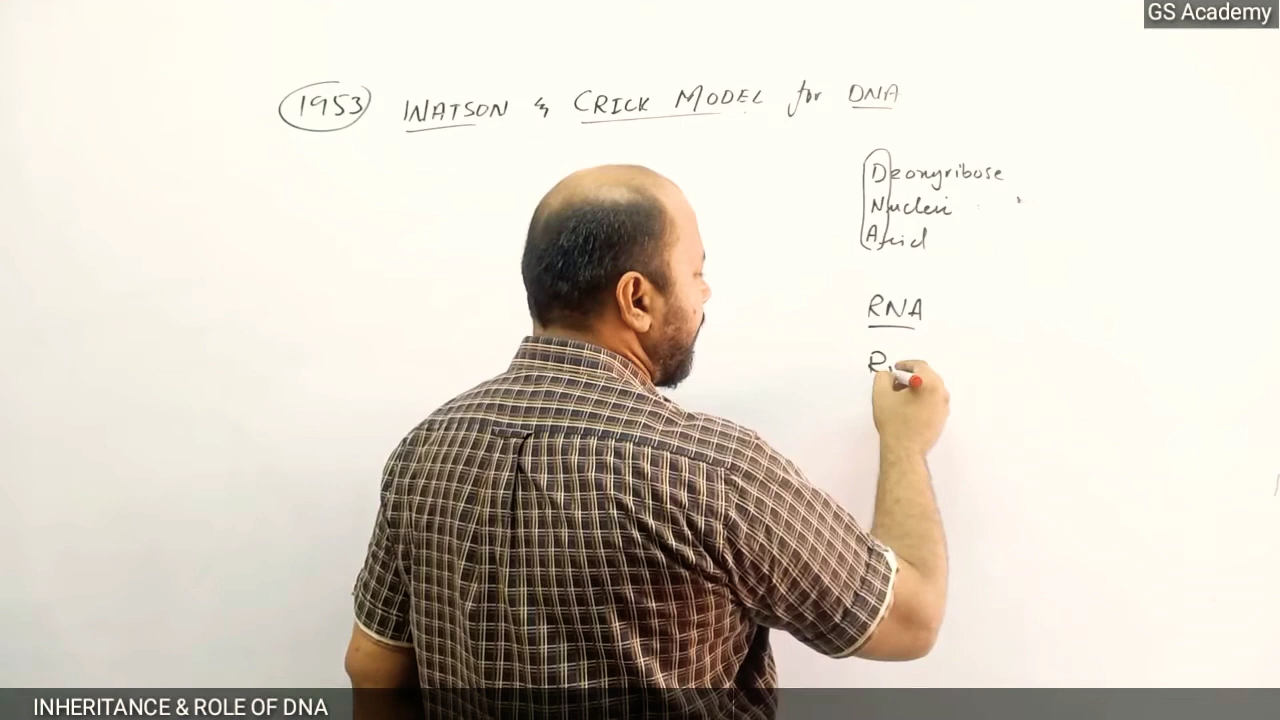 GS Academy
1953 WATSON & CRICK MODEL for DNA
Deoxyribose
Nucleic
Acid
RNA
R
INHERITANCE & ROLE OF DNA